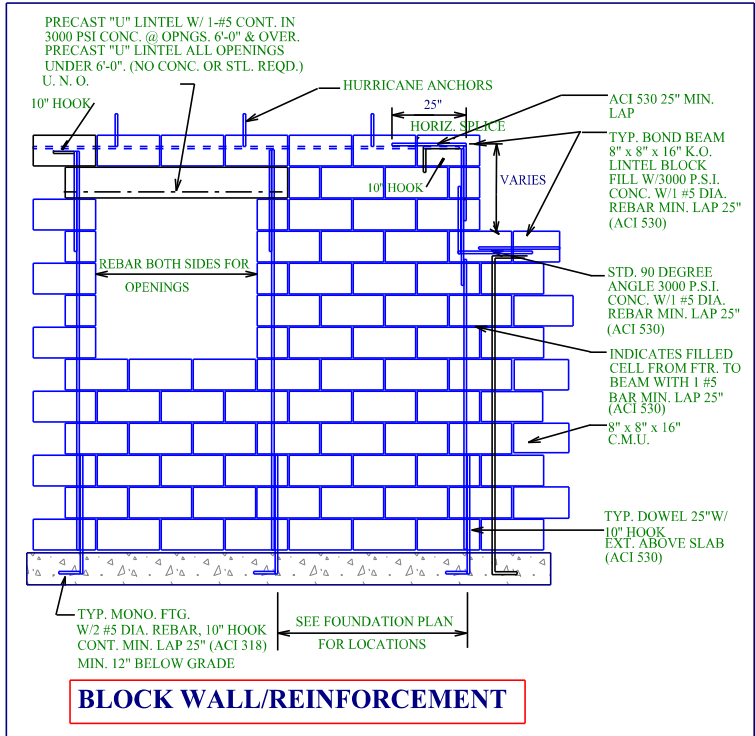 PRECAST "U" LINTEL W/ 1-#5 CONT. IN
3000 PSI CONC. @ OPNGS. 6'-0" & OVER.
PRECAST "U" LINTEL ALL OPENINGS
UNDER 6'-0". (NO CONC. OR STL. REQD.)
U. N. O.
10" HOOK
HURRICANE ANCHORS
25"
HORIZ. SPLICE
10" HOOK
VARIES
ACI 530 25" MIN.
LAP
TYP. BOND BEAM
8" x 8" x 16" K.O.
LINTEL BLOCK
FILL W/3000 P.S.I.
CONC. W/1 #5 DIA.
REBAR MIN. LAP 25"
(ACI 530)
REBAR BOTH SIDES FOR
OPENINGS
STD. 90 DEGREE
ANGLE 3000 P.S.I.
CONC. W/1 #5 DIA.
REBAR MIN. LAP 25"
(ACI 530)
INDICATES FILLED
CELL FROM FTR. TO
BEAM WITH 1 #5
BAR MIN. LAP 25"
(ACI 530)
8" x 8" x 16"
C.M.U.
TYP. DOWEL 25"W/
10" HOOK
EXT. ABOVE SLAB
(ACI 530)
TYP. MONO. FTG.
W/2 #5 DIA. REBAR, 10" HOOK
CONT. MIN. LAP 25" (ACI 318)
MIN. 12" BELOW GRADE
SEE FOUNDATION PLAN
FOR LOCATIONS
BLOCK WALL/REINFORCEMENT